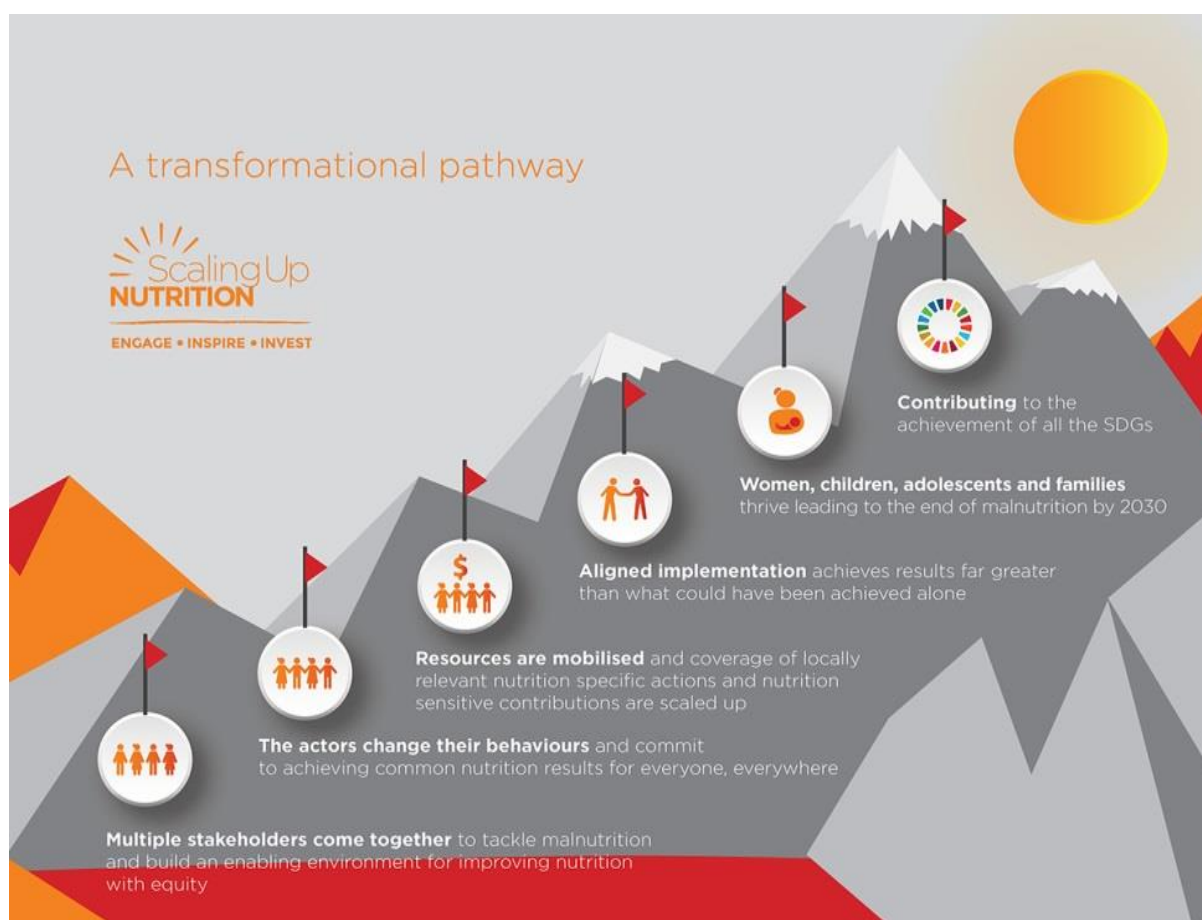 A transformational pathway
Scaling Up
NUTRITION
ENGAGE • INSPIRE • INVEST
Contributing to the
achievement of all the SDGs
Women, children, adolescents and families
thrive leading to the end of malnutrition by 2030
Aligned implementation achieves results far greater
than what could have been achieved alone
$
Resources are mobilised and coverage of locally
relevant nutrition specific actions and nutrition
sensitive contributions are scaled up
The actors change their behaviours and commit
to achieving common nutrition results for everyone, everywhere
Multiple stakeholders come together to tackle malnutrition
and build an enabling environment for improving nutrition
with equity